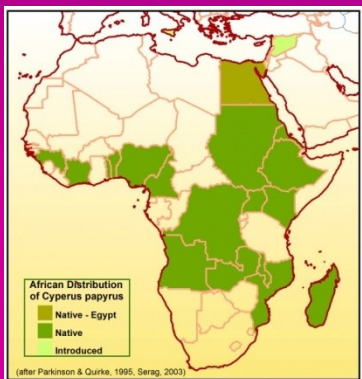 African Distribution
of Cyperus papyrus
Native - Egypt
Native
Introduced
(after Parkinson & Quirke, 1995, Serag, 2003)